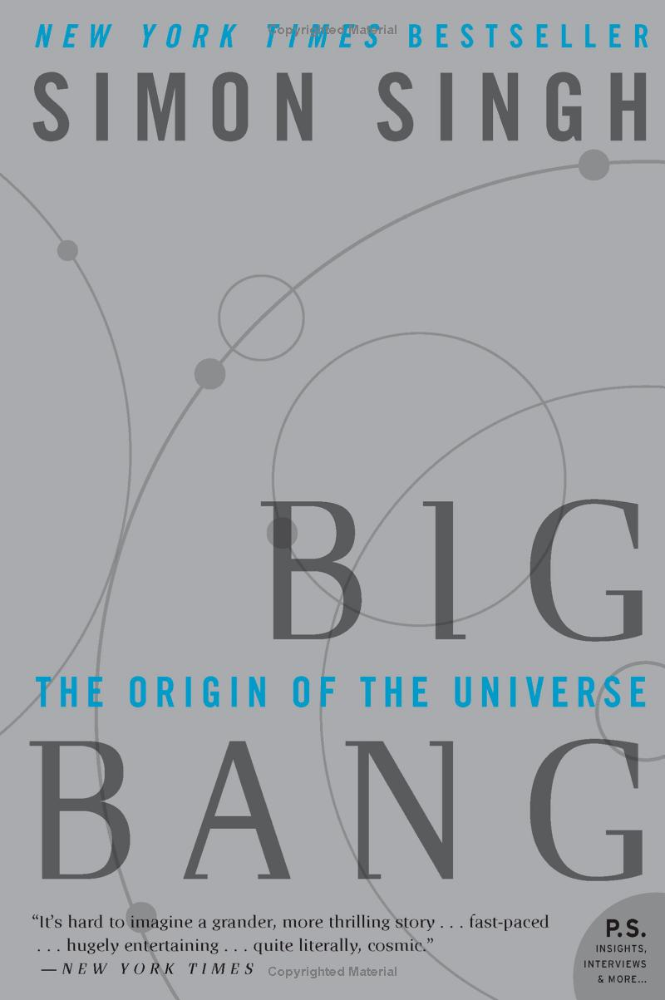 NEW YORK TIMES BESTSELLER
Copyrighted Material
SIMON SINGH
BIG
THE ORIGIN OF THE UNIVERSE
BANG
“It’s hard to imagine a grander, more thrilling story . . . fast-paced
. . . hugely entertaining . . . quite literally, cosmic.”
—NEW YORK TIMES
Copyrighted Material
P.S.
INSIGHTS,
INTERVIEWS
& MORE...